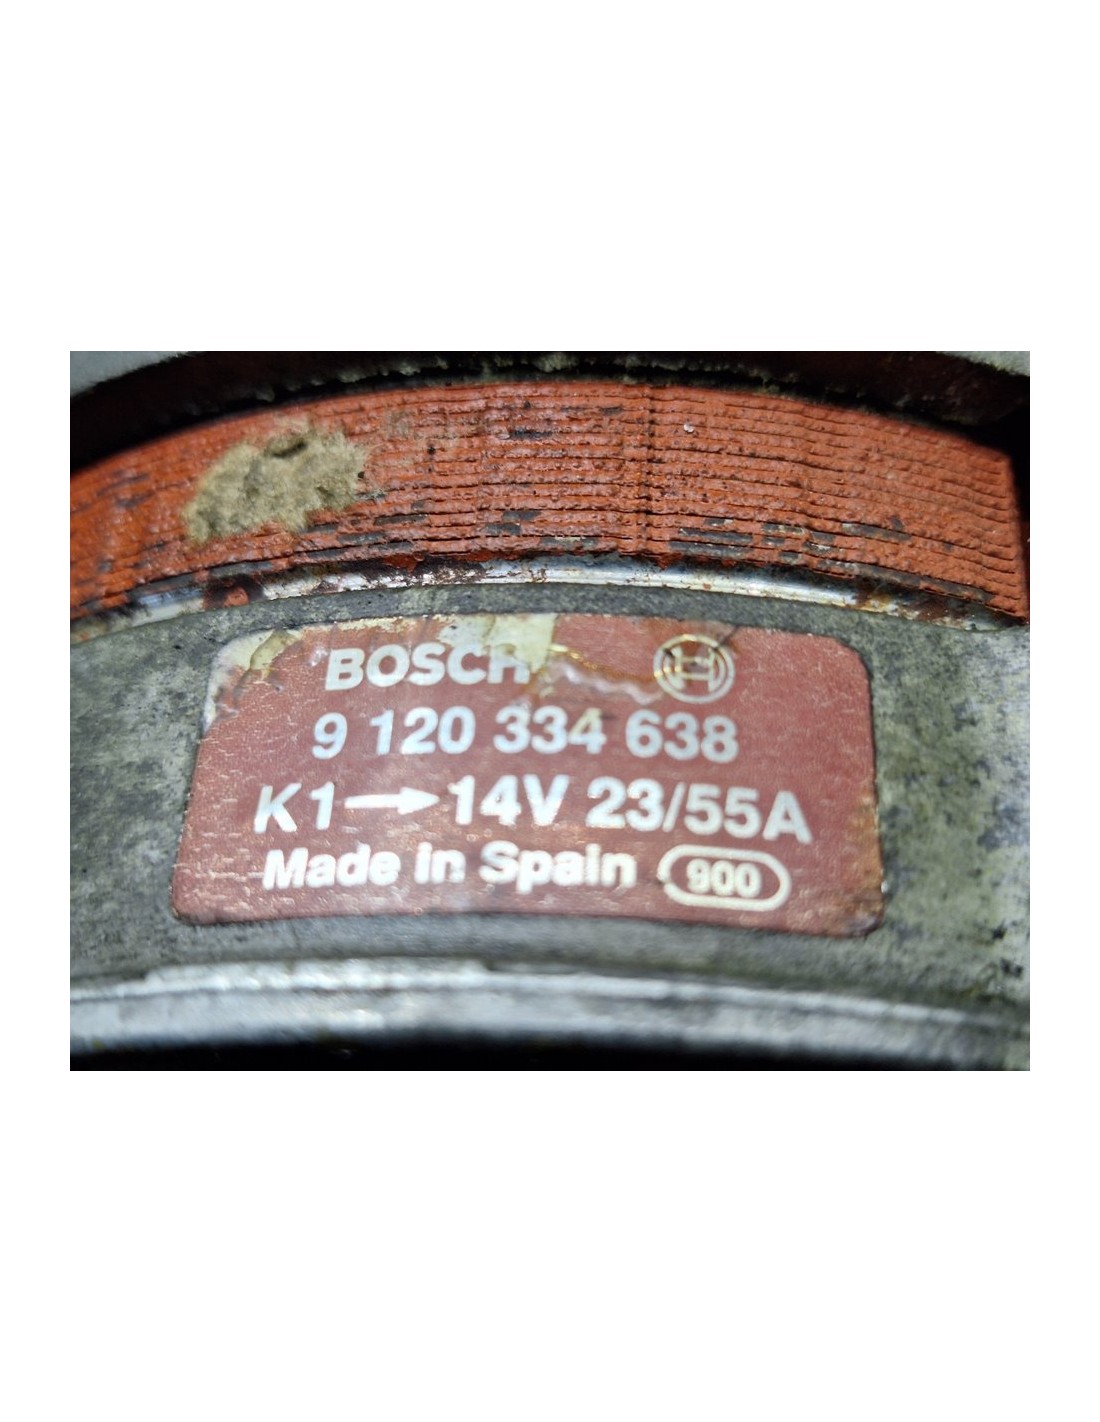 BOSCH
9 120 334 638
K1→14V 23/55A
Made in Spain 900